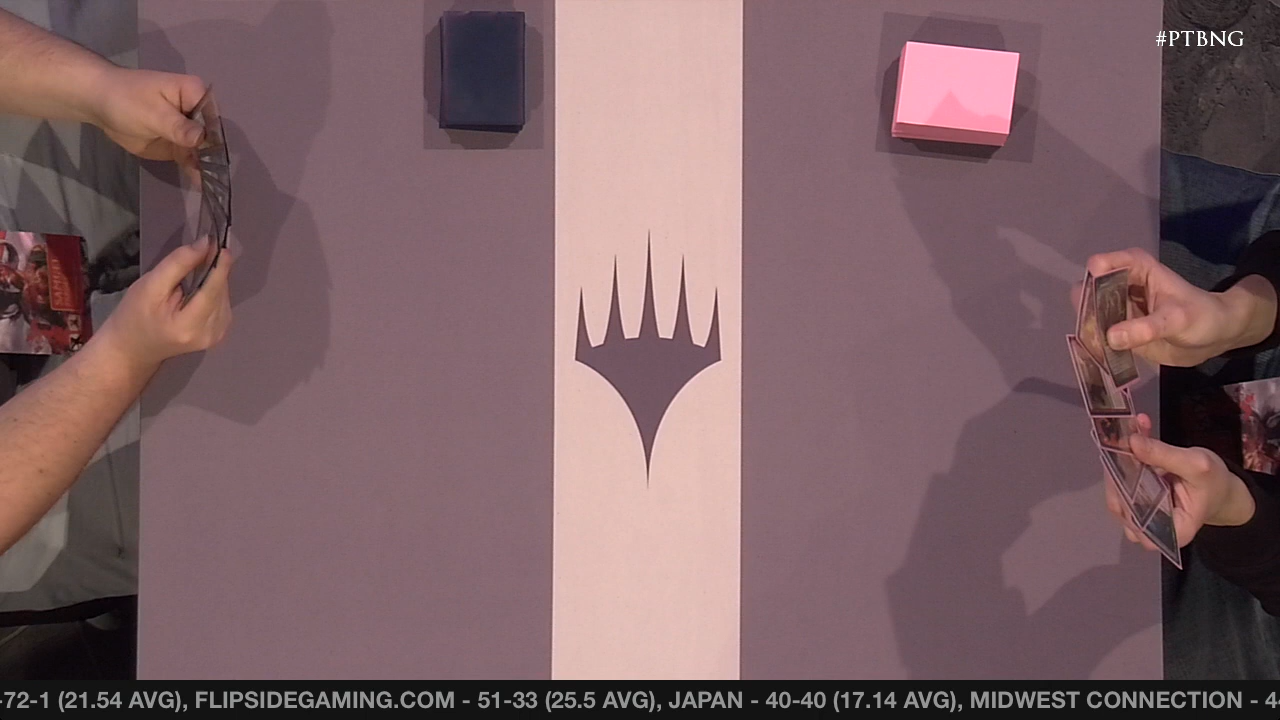 #PTBNG
-72-1 (21.54 AVG), FLIPSIDEGAMING.COM - 51-33 (25.5 AVG), JAPAN - 40-40 (17.14 AVG), MIDWEST CONNECTION - 4